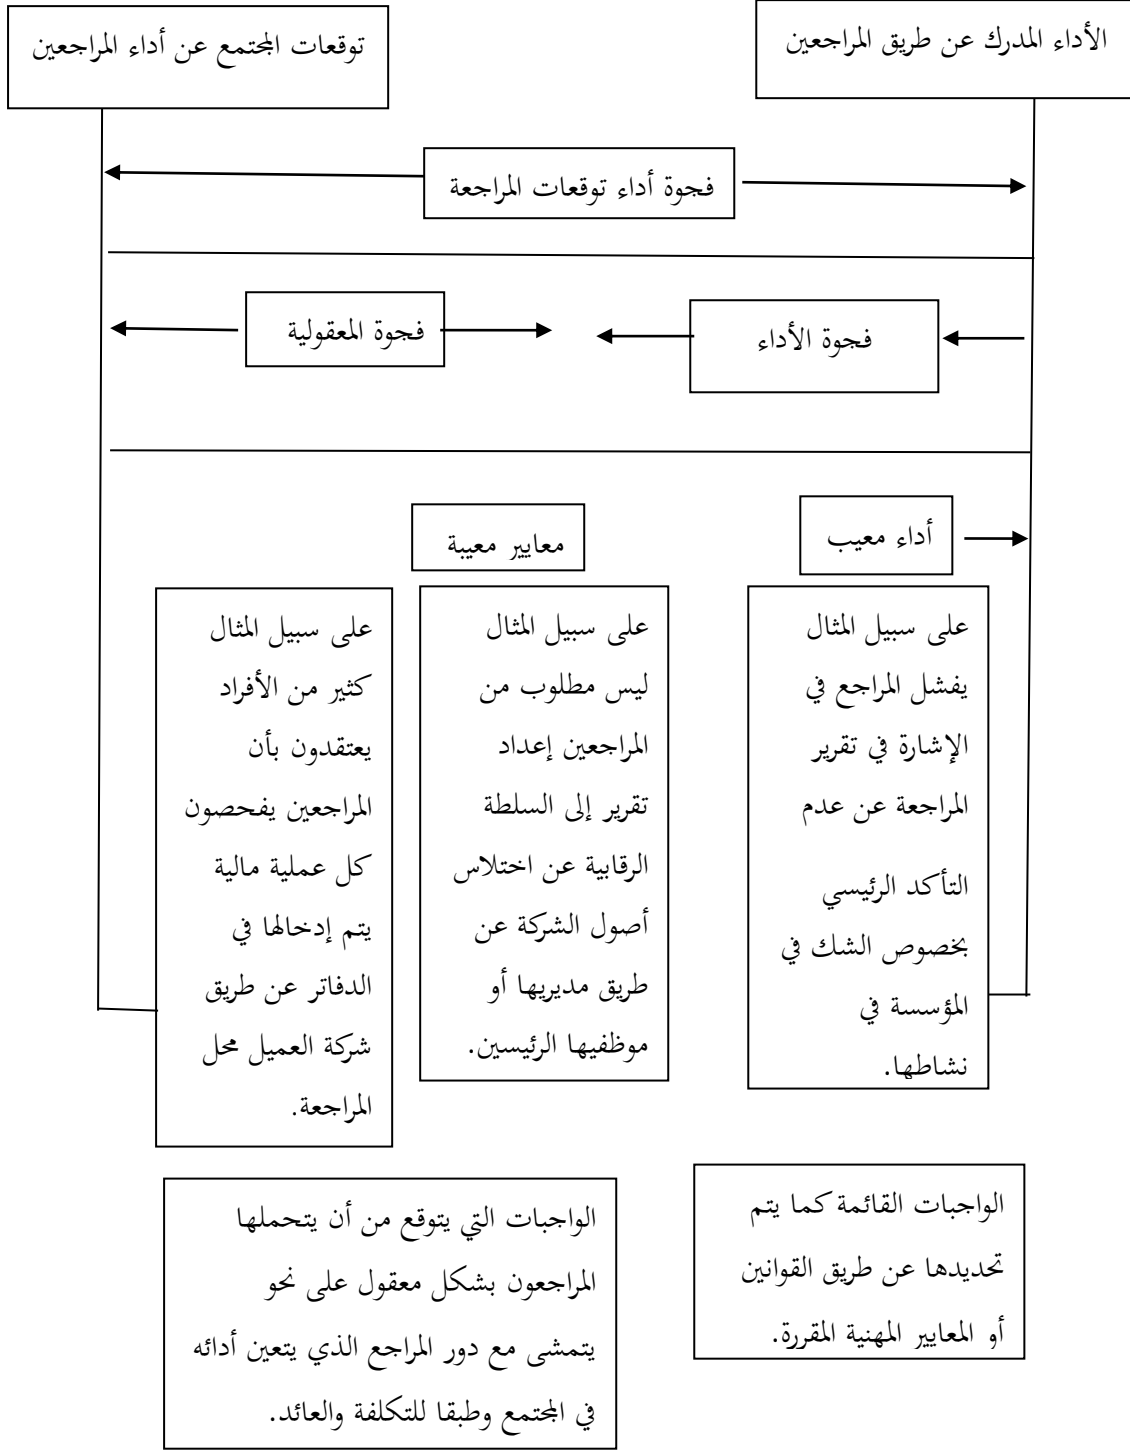 الأداء المدرك عن طريق المراجعين
توقعات المجتمع عن أداء المراجعين
فجوة أداء توقعات المراجعة
فجوة الأداء
فجوة المعقولية
أداء معيب
معايير معيبة
على سبيل المثال
يفشل المراجع في
الإشارة في تقرير
المراجعة عن عدم
التأكد الرئيسي
بخصوص الشك في
المؤسسة في
نشاطها.
على سبيل المثال
ليس مطلوب من
المراجعين إعداد
تقرير إلى السلطة
الرقابية عن اختلاس
أصول الشركة عن
طريق مديريها أو
موظفيها الرئيسين.
على سبيل المثال
كثير من الأفراد
يعتقدون بأن
المراجعين يفحصون
كل عملية مالية
يتم إدخالها في
الدفاتر عن طريق
شركة العميل محل
المراجعة.
الواجبات القائمة كما يتم
تحديدها عن طريق القوانين
أو المعايير المهنية المقررة.
الواجبات التي يتوقع من أن يتحملها
المراجعون بشكل معقول على نحو
يتمشى مع دور المراجع الذي يتعين أدائه
في المجتمع وطبقا للتكلفة والعائد.